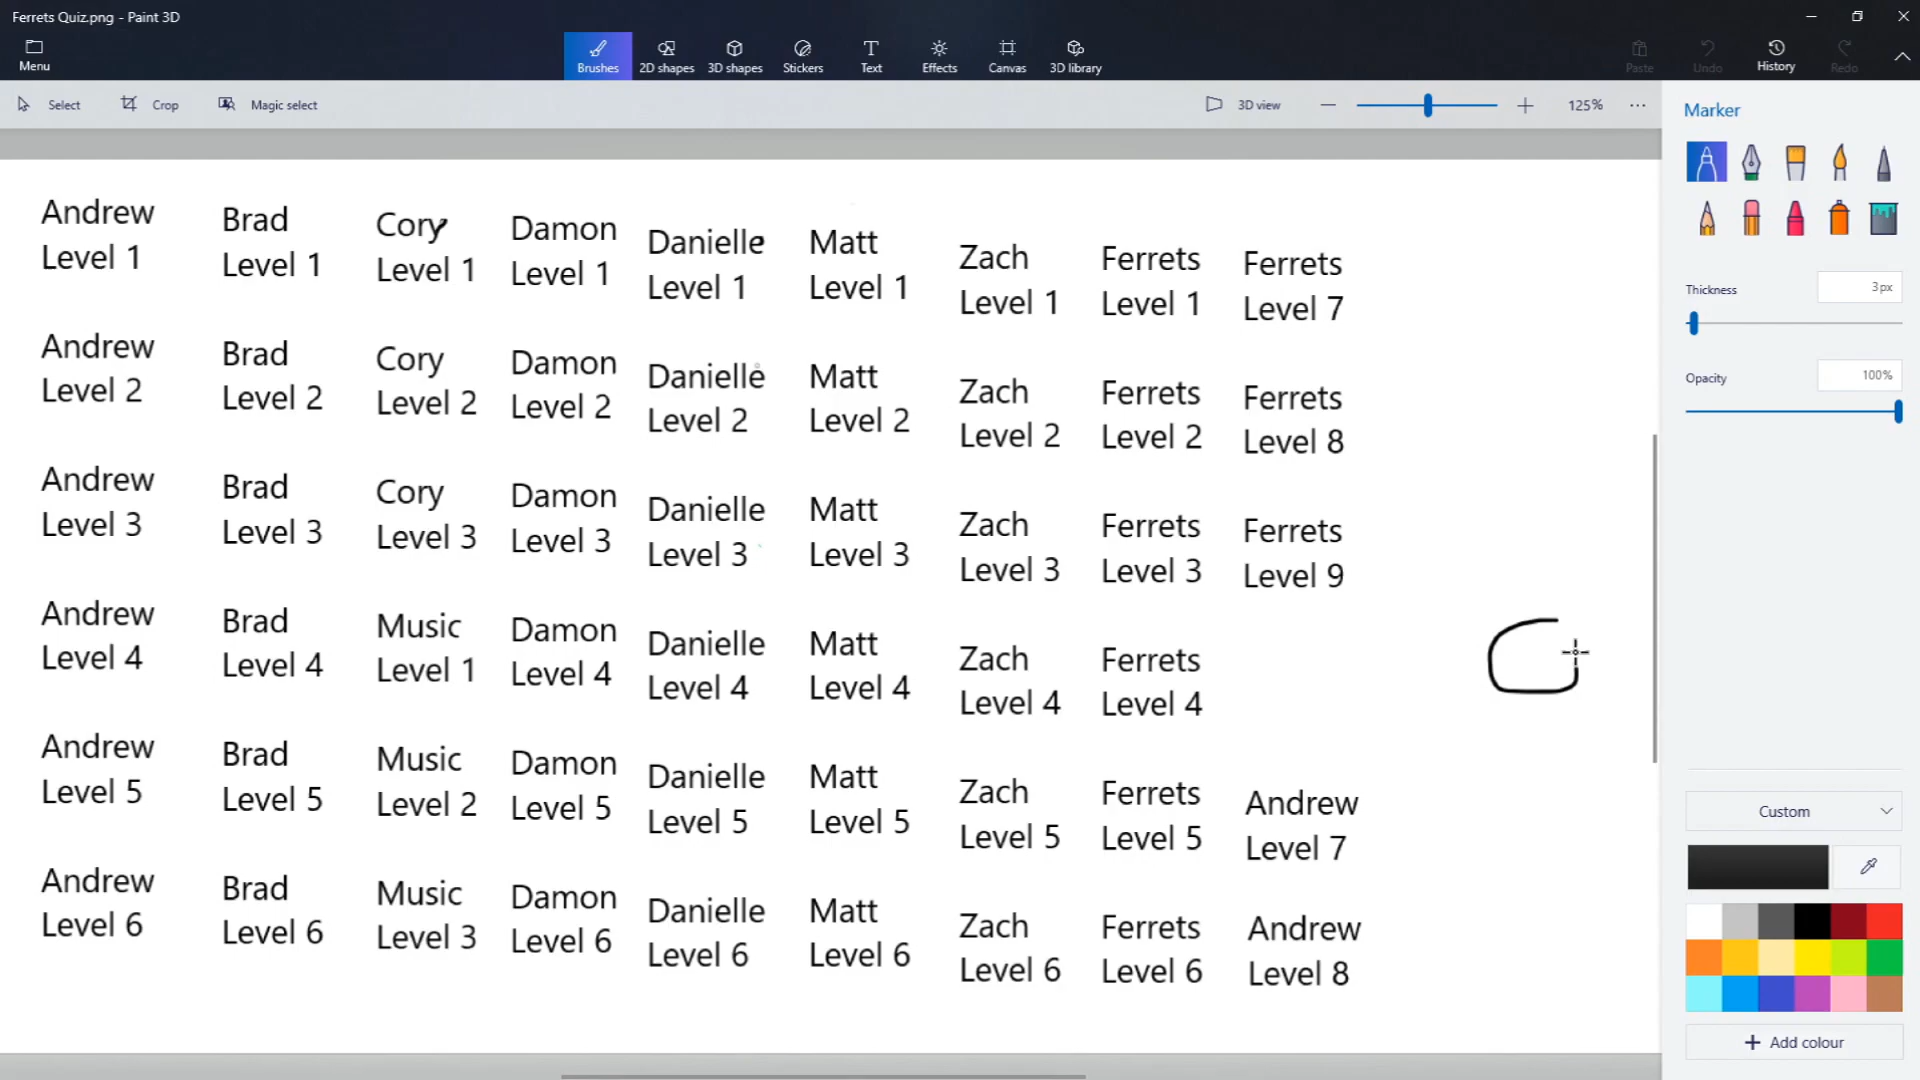 Ferrets Quiz.png - Paint 3D
Menu
Brushes
2D shapes
3D shapes
Stickers
Text
Effects
Canvas
3D library
Paste
Undo
History
Redo
Select
Crop
Magic select
3D view
125%
Marker
Thickness
3px
Opacity
100%
Custom
Add colour
Andrew
Level 1
Andrew
Level 2
Andrew
Level 3
Andrew
Level 4
Andrew
Level 5
Andrew
Level 6
Brad
Level 1
Brad
Level 2
Brad
Level 3
Brad
Level 4
Brad
Level 5
Brad
Level 6
Cory
Level 1
Cory
Level 2
Cory
Level 3
Music
Level 1
Music
Level 2
Music
Level 3
Damon
Level 1
Damon
Level 2
Damon
Level 3
Damon
Level 4
Damon
Level 5
Damon
Level 6
Danielle
Level 1
Danielle
Level 2
Danielle
Level 3
Danielle
Level 4
Danielle
Level 5
Danielle
Level 6
Matt
Level 1
Matt
Level 2
Matt
Level 3
Matt
Level 4
Matt
Level 5
Matt
Level 6
Zach
Level 1
Zach
Level 2
Zach
Level 3
Zach
Level 4
Zach
Level 5
Zach
Level 6
Ferrets
Level 1
Ferrets
Level 2
Ferrets
Level 3
Ferrets
Level 4
Ferrets
Level 5
Ferrets
Level 6
Ferrets
Level 7
Ferrets
Level 8
Ferrets
Level 9
Andrew
Level 7
Andrew
Level 8